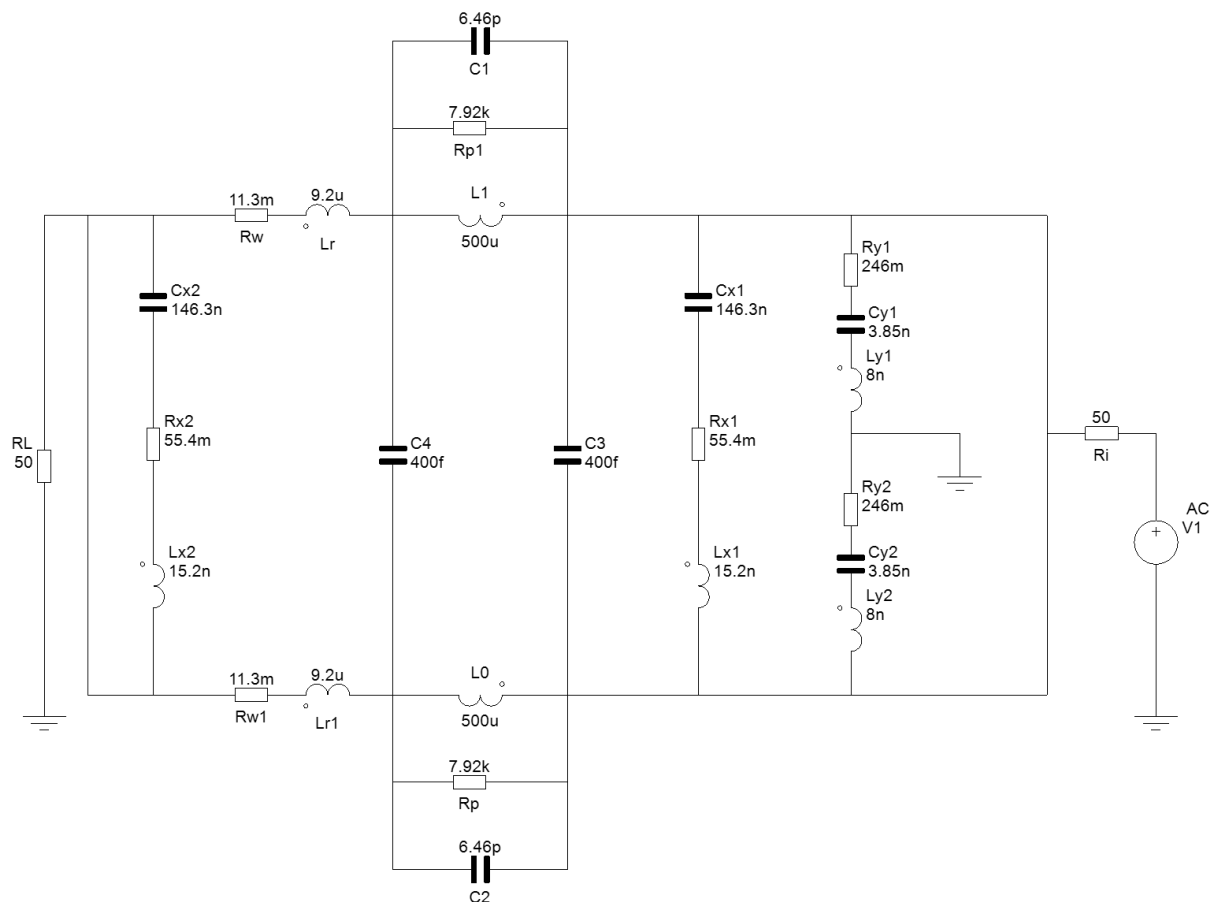 6.46p
C1
7.92k
Rp1
L1
500u
11.3m
Rw
9.2u
Lr
Cx2
146.3n
Rx2
55.4m
Lx2
15.2n
RL
50
C4
400f
C3
400f
Cx1
146.3n
Rx1
55.4m
Lx1
15.2n
Ry1
246m
Cy1
3.85n
Ly1
8n
Ry2
246m
Cy2
3.85n
Ly2
8n
50
Ri
AC
V1
+
11.3m
Rw1
9.2u
Lr1
L0
500u
7.92k
Rp
6.46p
C2